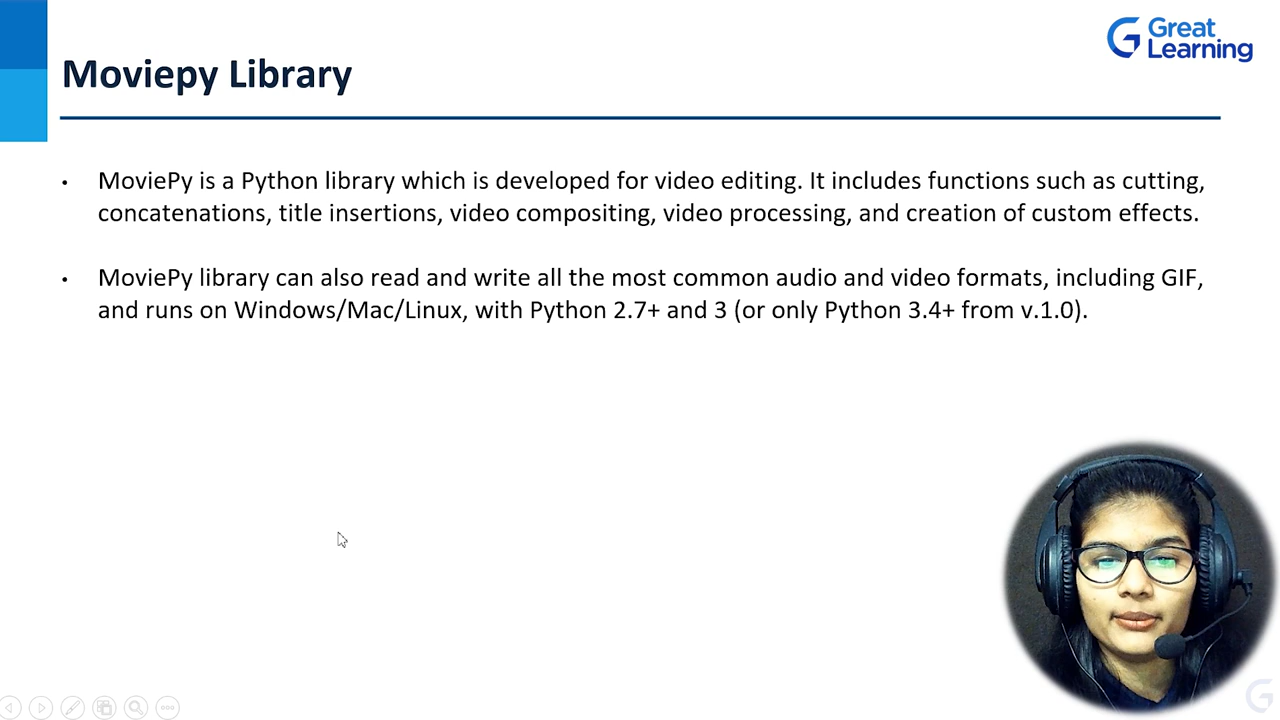 Great
Learning
Moviepy Library
• MoviePy is a Python library which is developed for video editing. It includes functions such as cutting,
concatenations, title insertions, video compositing, video processing, and creation of custom effects.
• MoviePy library can also read and write all the most common audio and video formats, including GIF,
and runs on Windows/Mac/Linux, with Python 2.7+ and 3 (or only Python 3.4+ from v.1.0).